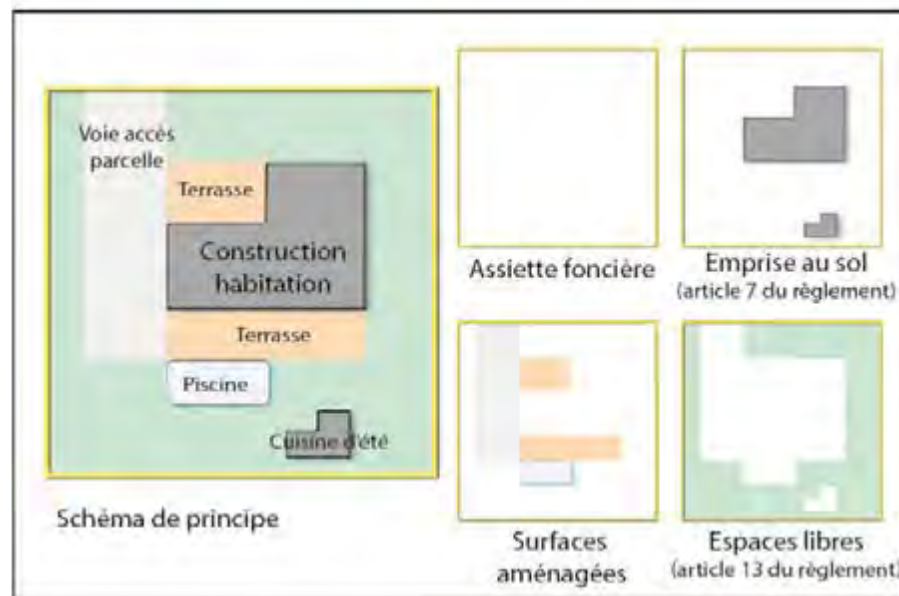 Voie accès
parcelle
Terrasse
Construction
habitation
Terrasse
Piscine
Cuisine d'été
Schéma de principe
Assiette foncière
Emprise au sol
(article 7 du règlement)
Surfaces
aménagées
Espaces libres
(article 13 du règlement)